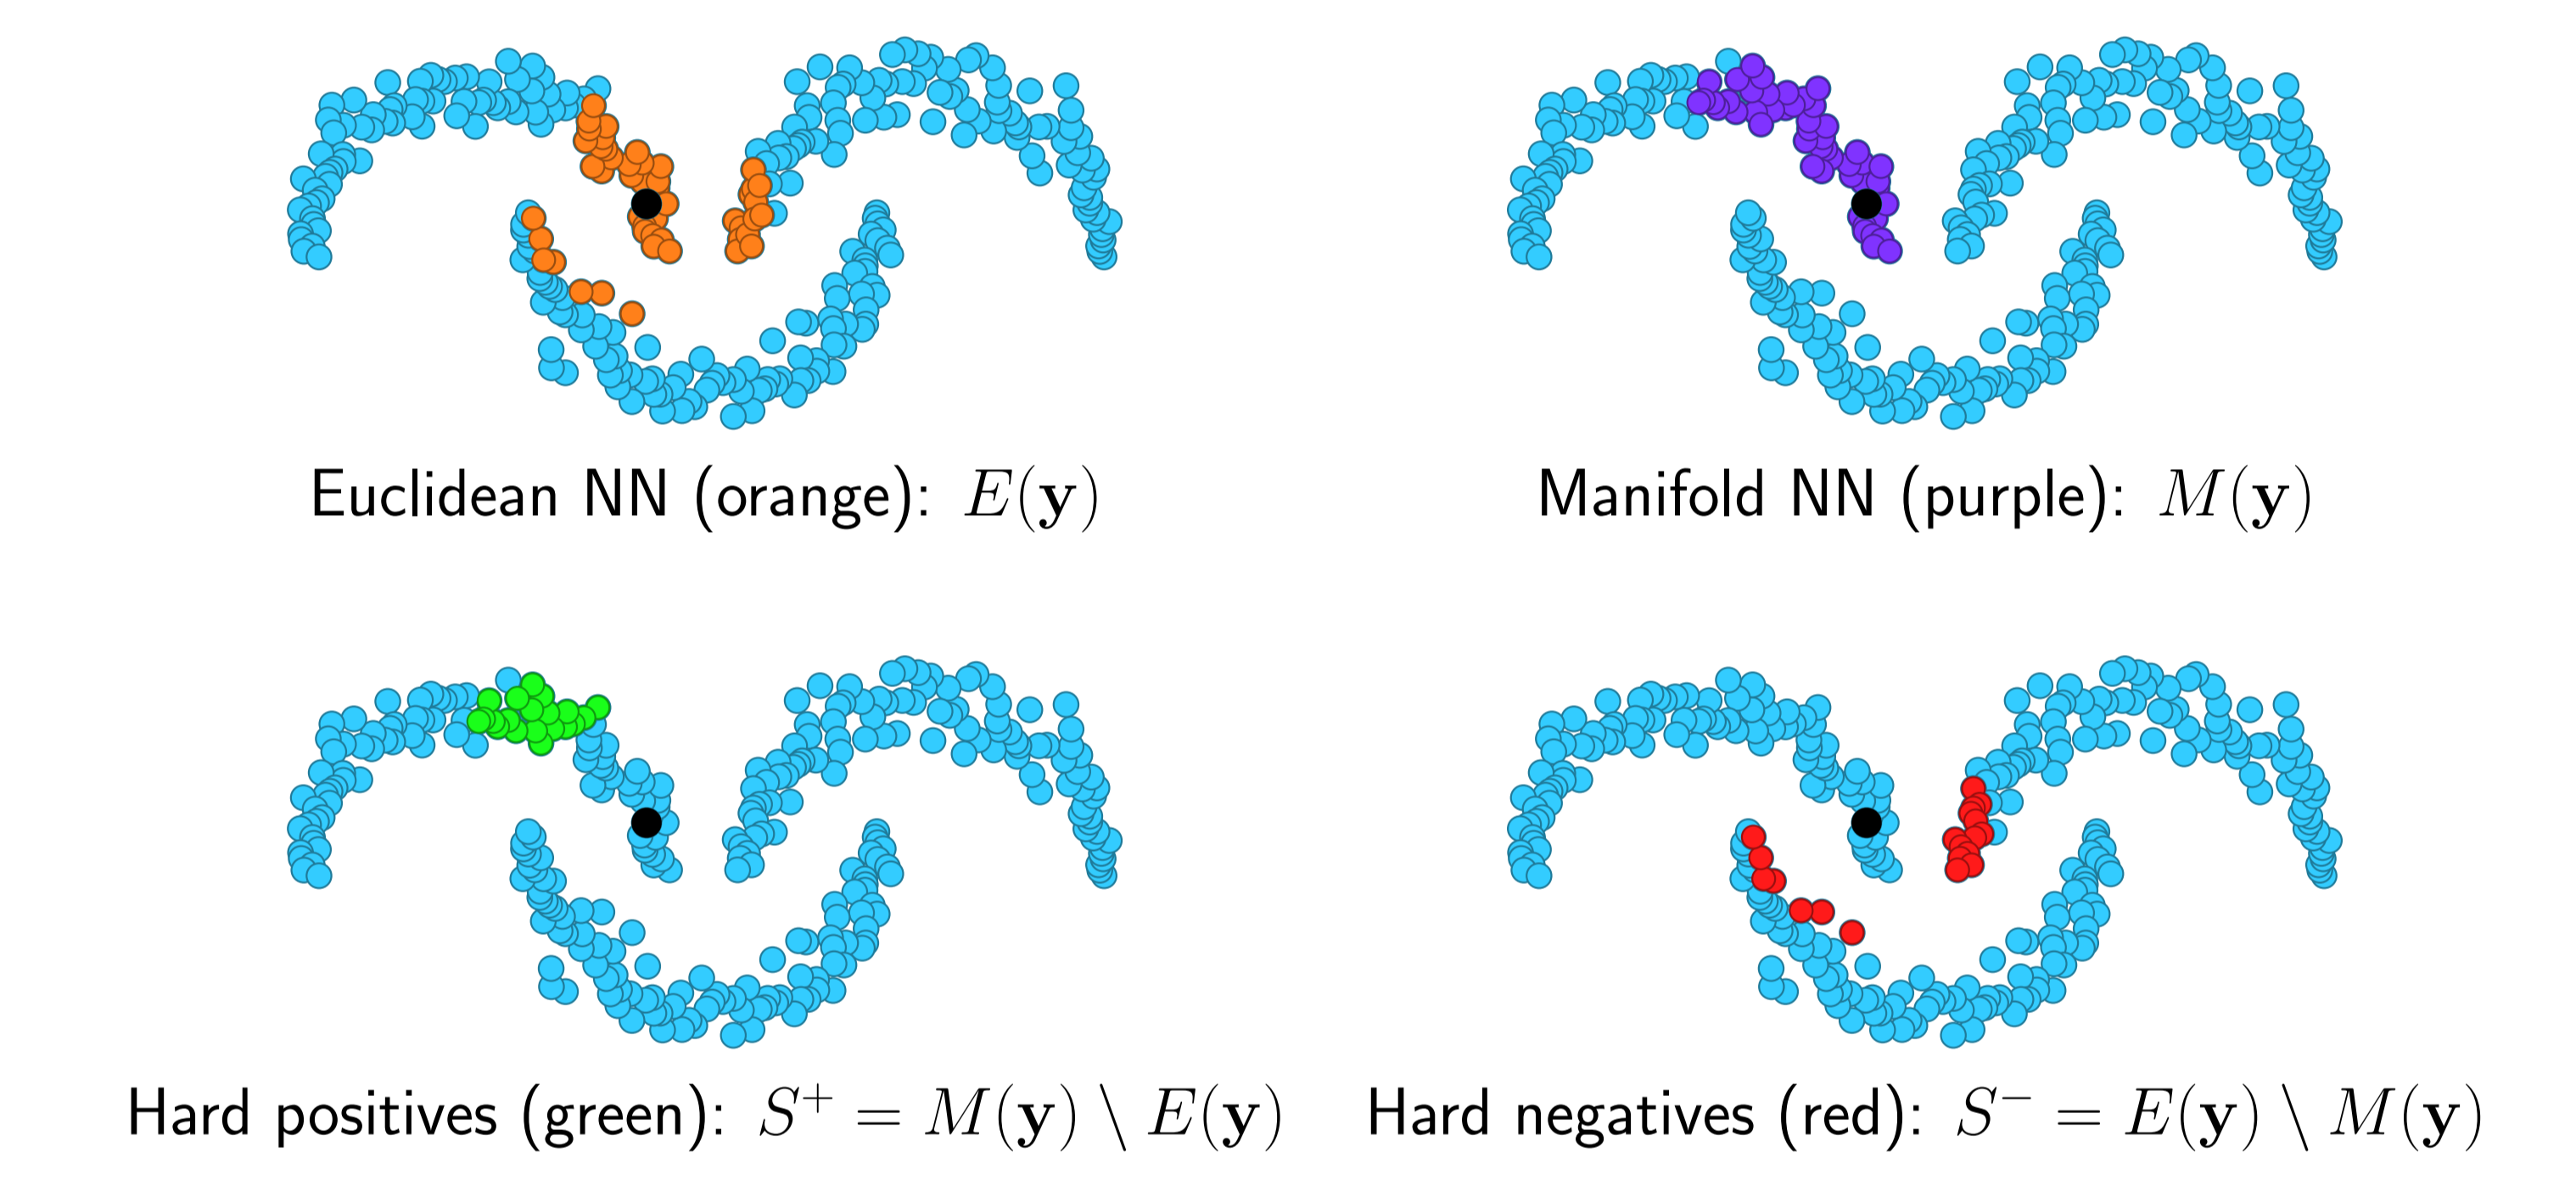 Euclidean NN (orange): E(y)
Manifold NN (purple): M(y)
Hard positives (green): S⁺ = M(y) \ E(y)
Hard negatives (red): S⁻ = E(y) \ M(y)